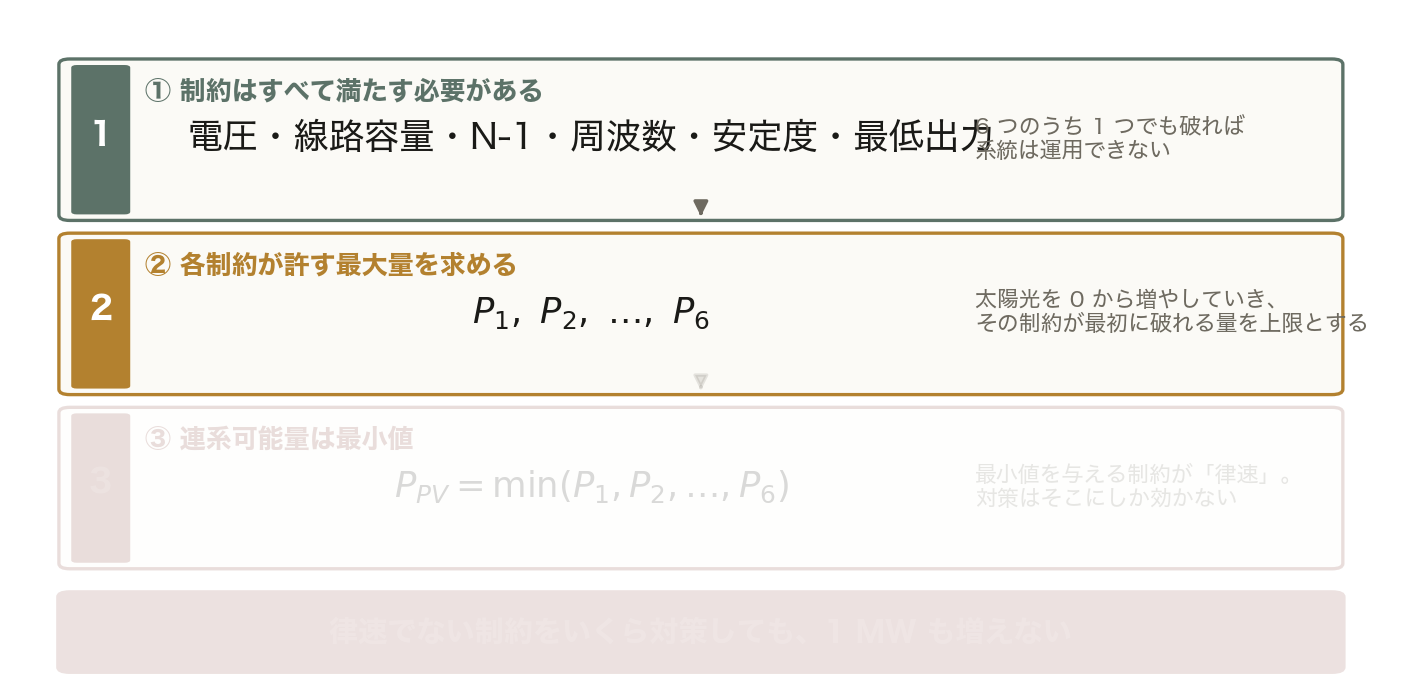 1
① 制約はすべて満たす必要がある
電圧・線路容量・N-1・周波数・安定度・最低出力
6 つのうち 1 つでも破れば
系統は運用できない
2
② 各制約が許す最大量を求める
P₁, P₂, …, P₆
太陽光を 0 から増やしていき、
その制約が最初に破れる量を上限とする
3
③ 連系可能量は最小値
P_{PV} = min(P₁, P₂, …, P₆)
最小値を与える制約が「律速」。
対策はそこにしか効かない
律速でない制約をいくら対策しても、1 MW も増えない